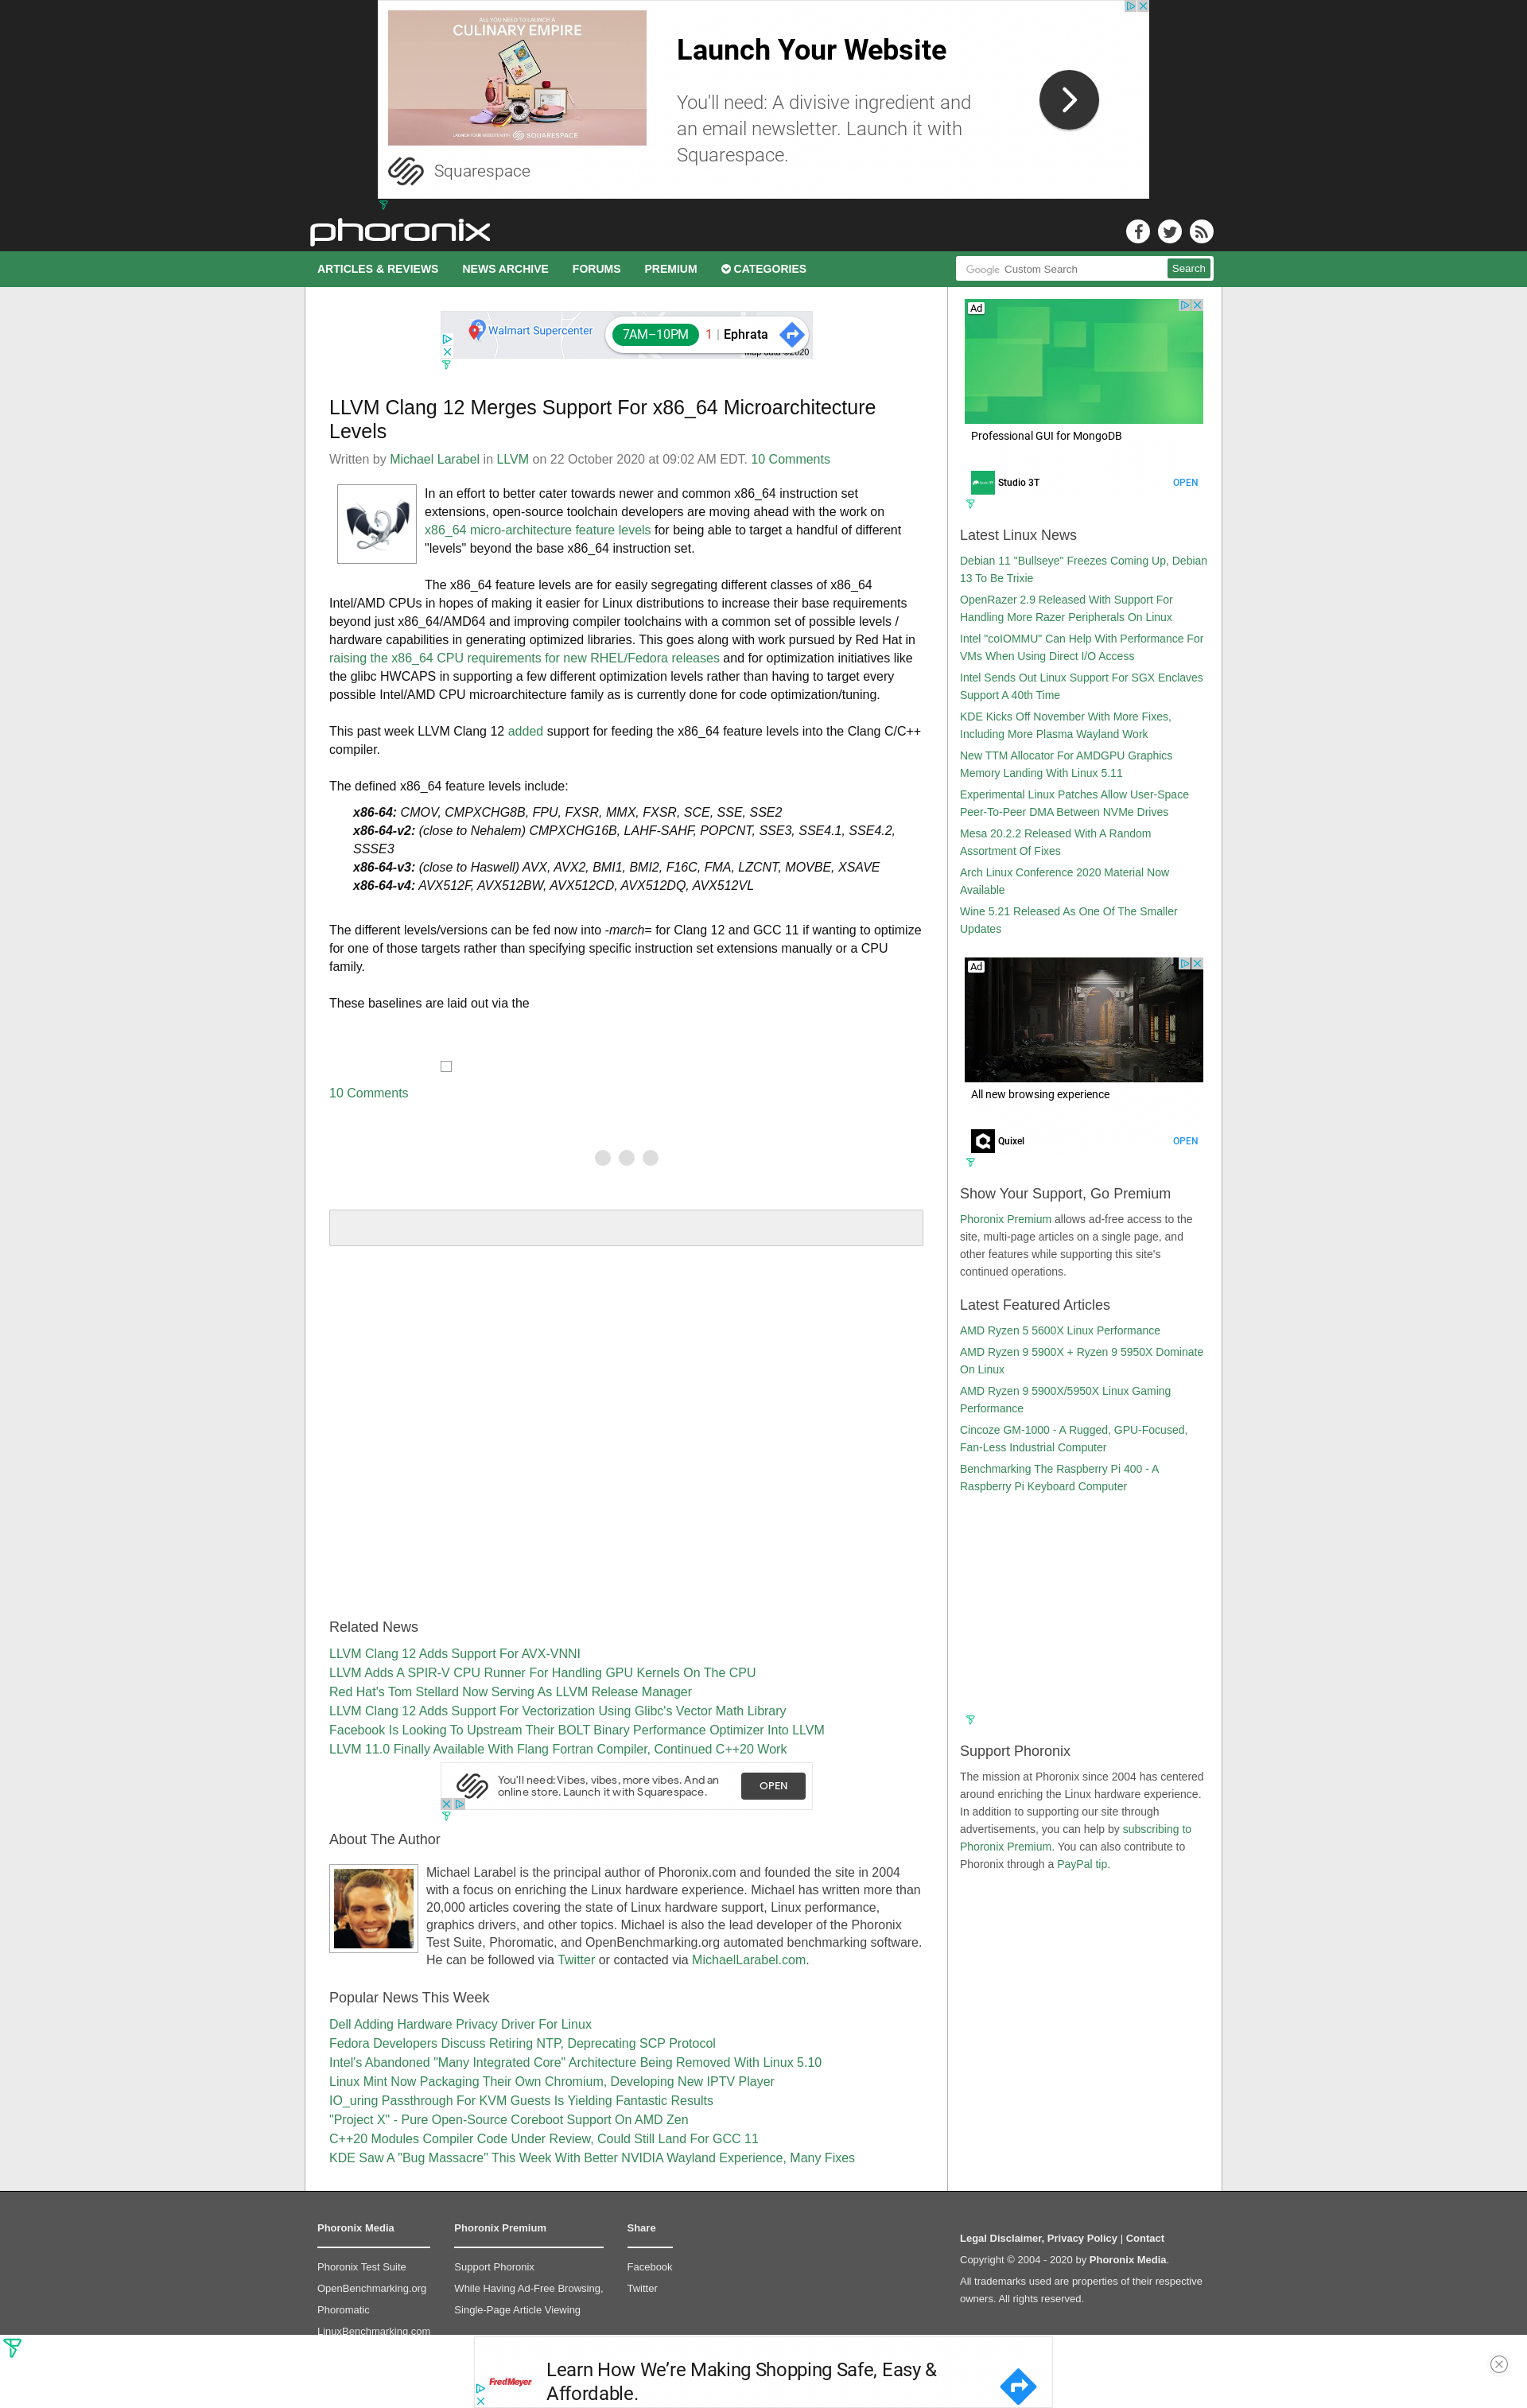 ALL YOU NEED TO LAUNCH A
CULINARY EMPIRE
LAUNCH YOUR WEBSITE WITH SQUARESPACE
Squarespace
Launch Your Website
You'll need: A divisive ingredient and
an email newsletter. Launch it with
Squarespace.
phoronix
ARTICLES & REVIEWS NEWS ARCHIVE FORUMS PREMIUM CATEGORIES
Google Custom Search Search
Walmart Supercenter 7AM–10PM 1 | Ephrata
LLVM Clang 12 Merges Support For x86_64 Microarchitecture
Levels
Written by Michael Larabel in LLVM on 22 October 2020 at 09:02 AM EDT. 10 Comments
In an effort to better cater towards newer and common x86_64 instruction set
extensions, open-source toolchain developers are moving ahead with the work on
x86_64 micro-architecture feature levels for being able to target a handful of different
"levels" beyond the base x86_64 instruction set.
The x86_64 feature levels are for easily segregating different classes of x86_64
Intel/AMD CPUs in hopes of making it easier for Linux distributions to increase their base requirements
beyond just x86_64/AMD64 and improving compiler toolchains with a common set of possible levels /
hardware capabilities in generating optimized libraries. This goes along with work pursued by Red Hat in
raising the x86_64 CPU requirements for new RHEL/Fedora releases and for optimization initiatives like
the glibc HWCAPS in supporting a few different optimization levels rather than having to target every
possible Intel/AMD CPU microarchitecture family as is currently done for code optimization/tuning.
This past week LLVM Clang 12 added support for feeding the x86_64 feature levels into the Clang C/C++
compiler.
The defined x86_64 feature levels include:
x86-64: CMOV, CMPXCHG8B, FPU, FXSR, MMX, FXSR, SCE, SSE, SSE2
x86-64-v2: (close to Nehalem) CMPXCHG16B, LAHF-SAHF, POPCNT, SSE3, SSE4.1, SSE4.2,
SSSE3
x86-64-v3: (close to Haswell) AVX, AVX2, BMI1, BMI2, F16C, FMA, LZCNT, MOVBE, XSAVE
x86-64-v4: AVX512F, AVX512BW, AVX512CD, AVX512DQ, AVX512VL
The different levels/versions can be fed now into -march= for Clang 12 and GCC 11 if wanting to optimize
for one of those targets rather than specifying specific instruction set extensions manually or a CPU
family.
These baselines are laid out via the
10 Comments
Related News
LLVM Clang 12 Adds Support For AVX-VNNI
LLVM Adds A SPIR-V CPU Runner For Handling GPU Kernels On The CPU
Red Hat's Tom Stellard Now Serving As LLVM Release Manager
LLVM Clang 12 Adds Support For Vectorization Using Glibc's Vector Math Library
Facebook Is Looking To Upstream Their BOLT Binary Performance Optimizer Into LLVM
LLVM 11.0 Finally Available With Flang Fortran Compiler, Continued C++20 Work
You'll need: Vibes, vibes, more vibes. And an
online store. Launch it with Squarespace.
OPEN
About The Author
Michael Larabel is the principal author of Phoronix.com and founded the site in 2004
with a focus on enriching the Linux hardware experience. Michael has written more than
20,000 articles covering the state of Linux hardware support, Linux performance,
graphics drivers, and other topics. Michael is also the lead developer of the Phoronix
Test Suite, Phoromatic, and OpenBenchmarking.org automated benchmarking software.
He can be followed via Twitter or contacted via MichaelLarabel.com.
Popular News This Week
Dell Adding Hardware Privacy Driver For Linux
Fedora Developers Discuss Retiring NTP, Deprecating SCP Protocol
Intel's Abandoned "Many Integrated Core" Architecture Being Removed With Linux 5.10
Linux Mint Now Packaging Their Own Chromium, Developing New IPTV Player
IO_uring Passthrough For KVM Guests Is Yielding Fantastic Results
"Project X" - Pure Open-Source Coreboot Support On AMD Zen
C++20 Modules Compiler Code Under Review, Could Still Land For GCC 11
KDE Saw A "Bug Massacre" This Week With Better NVIDIA Wayland Experience, Many Fixes
Ad
Professional GUI for MongoDB
Studio 3T OPEN
Latest Linux News
Debian 11 "Bullseye" Freezes Coming Up, Debian
13 To Be Trixie
OpenRazer 2.9 Released With Support For
Handling More Razer Peripherals On Linux
Intel "coIOMMU" Can Help With Performance For
VMs When Using Direct I/O Access
Intel Sends Out Linux Support For SGX Enclaves
Support A 40th Time
KDE Kicks Off November With More Fixes,
Including More Plasma Wayland Work
New TTM Allocator For AMDGPU Graphics
Memory Landing With Linux 5.11
Experimental Linux Patches Allow User-Space
Peer-To-Peer DMA Between NVMe Drives
Mesa 20.2.2 Released With A Random
Assortment Of Fixes
Arch Linux Conference 2020 Material Now
Available
Wine 5.21 Released As One Of The Smaller
Updates
Ad
All new browsing experience
Quixel OPEN
Show Your Support, Go Premium
Phoronix Premium allows ad-free access to the
site, multi-page articles on a single page, and
other features while supporting this site's
continued operations.
Latest Featured Articles
AMD Ryzen 5 5600X Linux Performance
AMD Ryzen 9 5900X + Ryzen 9 5950X Dominate
On Linux
AMD Ryzen 9 5900X/5950X Linux Gaming
Performance
Cincoze GM-1000 - A Rugged, GPU-Focused,
Fan-Less Industrial Computer
Benchmarking The Raspberry Pi 400 - A
Raspberry Pi Keyboard Computer
Support Phoronix
The mission at Phoronix since 2004 has centered
around enriching the Linux hardware experience.
In addition to supporting our site through
advertisements, you can help by subscribing to
Phoronix Premium. You can also contribute to
Phoronix through a PayPal tip.
Phoronix Media
Phoronix Test Suite
OpenBenchmarking.org
Phoromatic
LinuxBenchmarking.com
Phoronix Premium
Support Phoronix
While Having Ad-Free Browsing,
Single-Page Article Viewing
Share
Facebook
Twitter
Legal Disclaimer, Privacy Policy | Contact
Copyright © 2004 - 2020 by Phoronix Media.
All trademarks used are properties of their respective
owners. All rights reserved.
Fred Meyer
Learn How We're Making Shopping Safe, Easy &
Affordable.